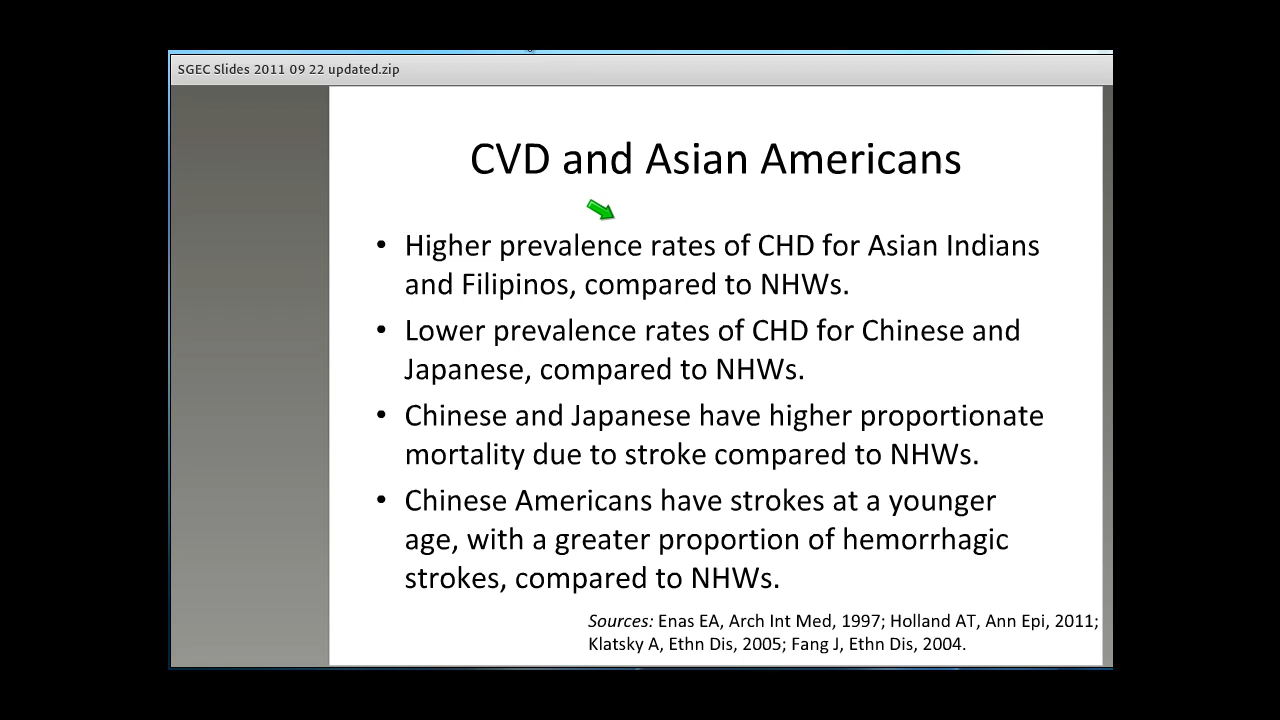 SGEC Slides 2011 09 22 updated.zip
CVD and Asian Americans
• Higher prevalence rates of CHD for Asian Indians
and Filipinos, compared to NHWs.
• Lower prevalence rates of CHD for Chinese and
Japanese, compared to NHWs.
• Chinese and Japanese have higher proportionate
mortality due to stroke compared to NHWs.
• Chinese Americans have strokes at a younger
age, with a greater proportion of hemorrhagic
strokes, compared to NHWs.
Sources: Enas EA, Arch Int Med, 1997; Holland AT, Ann Epi, 2011;
Klatsky A, Ethn Dis, 2005; Fang J, Ethn Dis, 2004.